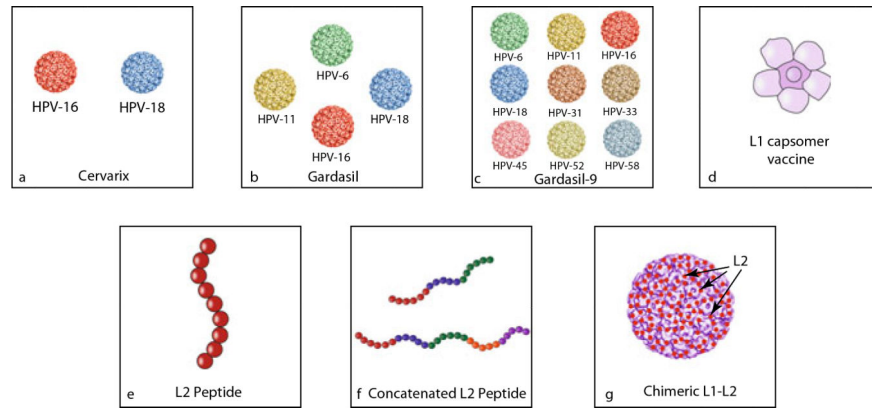 HPV-16 HPV-18
a Cervarix
HPV-6
HPV-11 HPV-18
HPV-16
b Gardasil
HPV-6 HPV-11 HPV-16
HPV-18 HPV-31 HPV-33
HPV-45 HPV-52 HPV-58
c Gardasil-9
L1 capsomer
vaccine
d
e L2 Peptide
f Concatenated L2 Peptide
L2
g Chimeric L1-L2